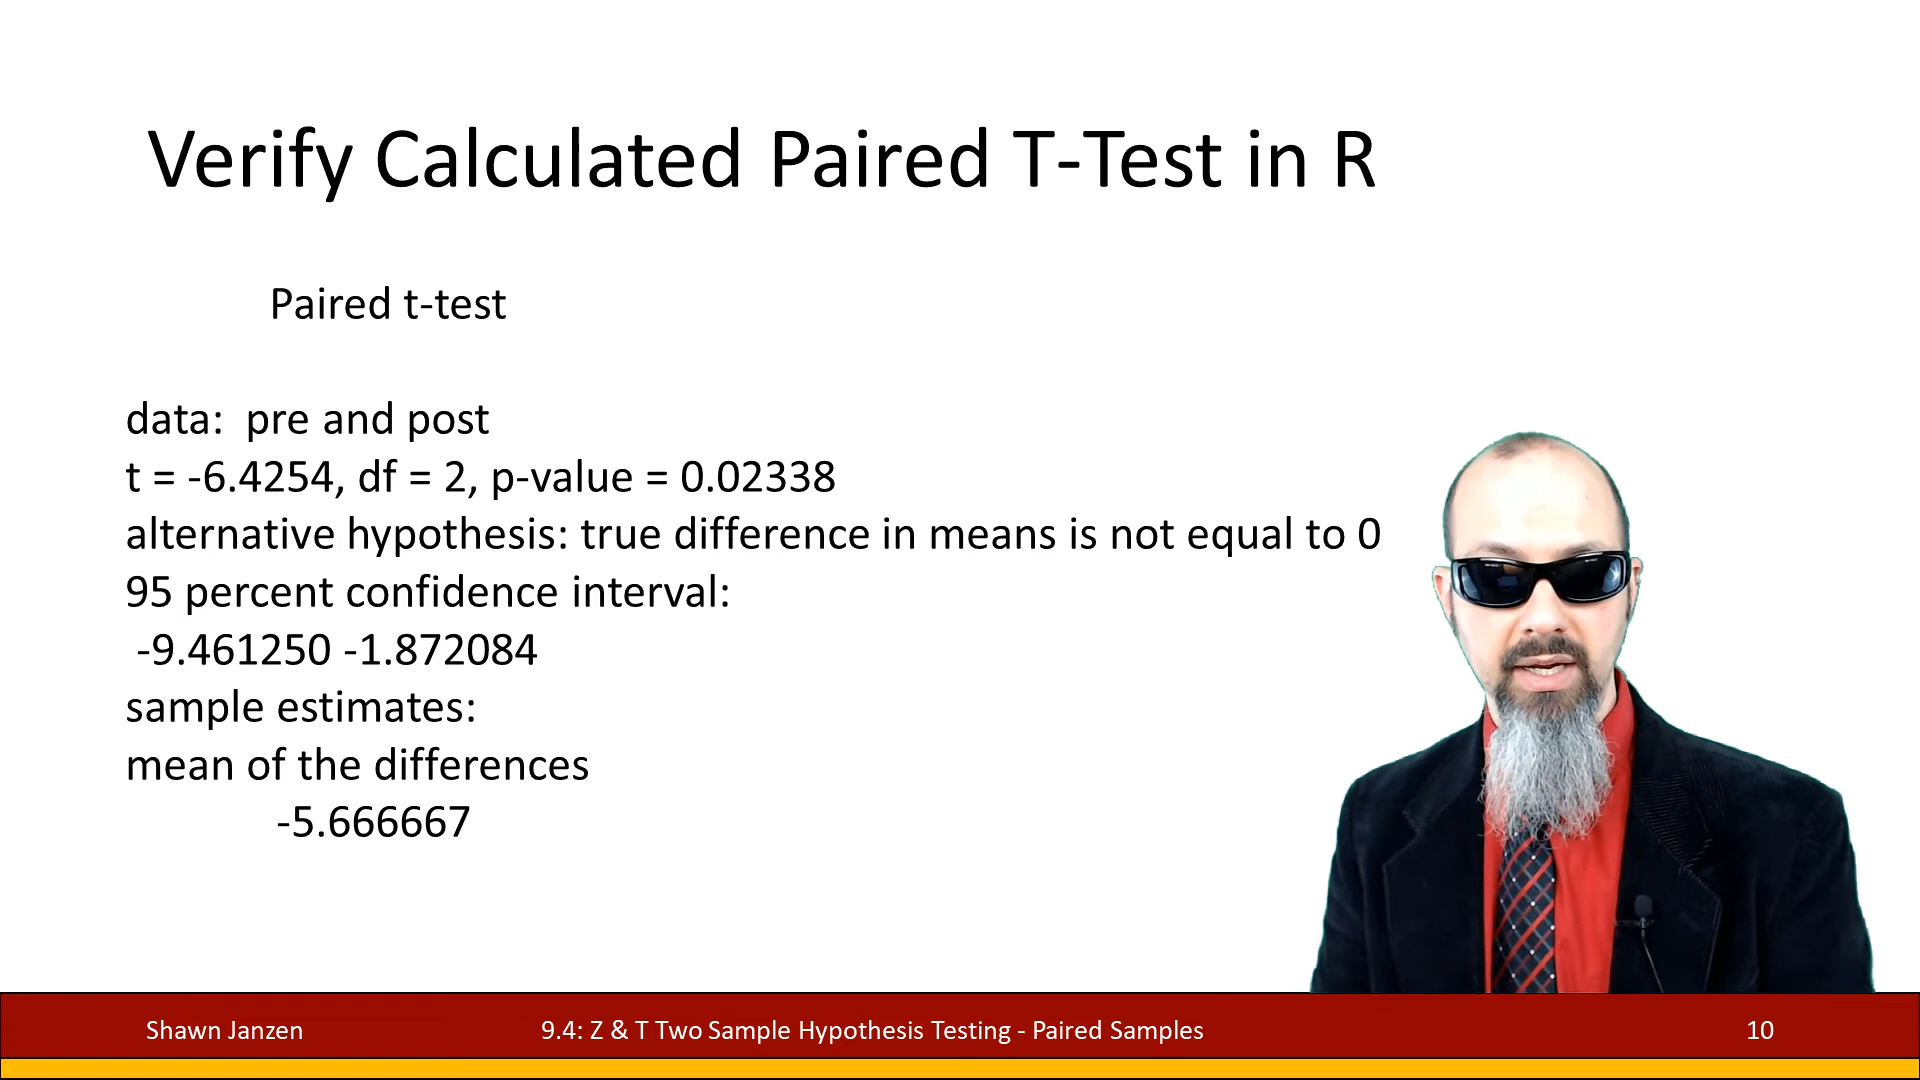 Verify Calculated Paired T-Test in R
Paired t-test
data:  pre and post
t = -6.4254, df = 2, p-value = 0.02338
alternative hypothesis: true difference in means is not equal to 0
95 percent confidence interval:
-9.461250 -1.872084
sample estimates:
mean of the differences
-5.666667
Shawn Janzen
9.4: Z & T Two Sample Hypothesis Testing - Paired Samples
10